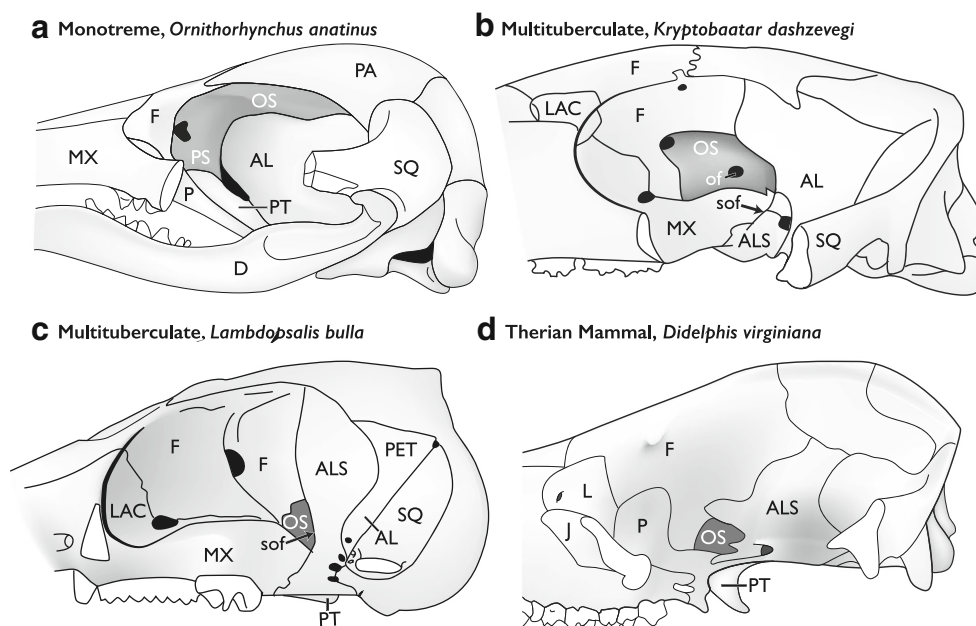 a Monotreme, Ornithorhynchus anatinus
PA
OS
F
MX
PS
AL
SQ
P
PT
D
b Multituberculate, Kryptobaatar dashzevegi
F
LAC
F
OS
AL
of
sof
MX
ALS
SQ
c Multituberculate, Lambdopsalis bulla
F
F
ALS
PET
LAC
OS
SQ
sof
AL
MX
PT
d Therian Mammal, Didelphis virginiana
F
L
ALS
P
OS
J
PT